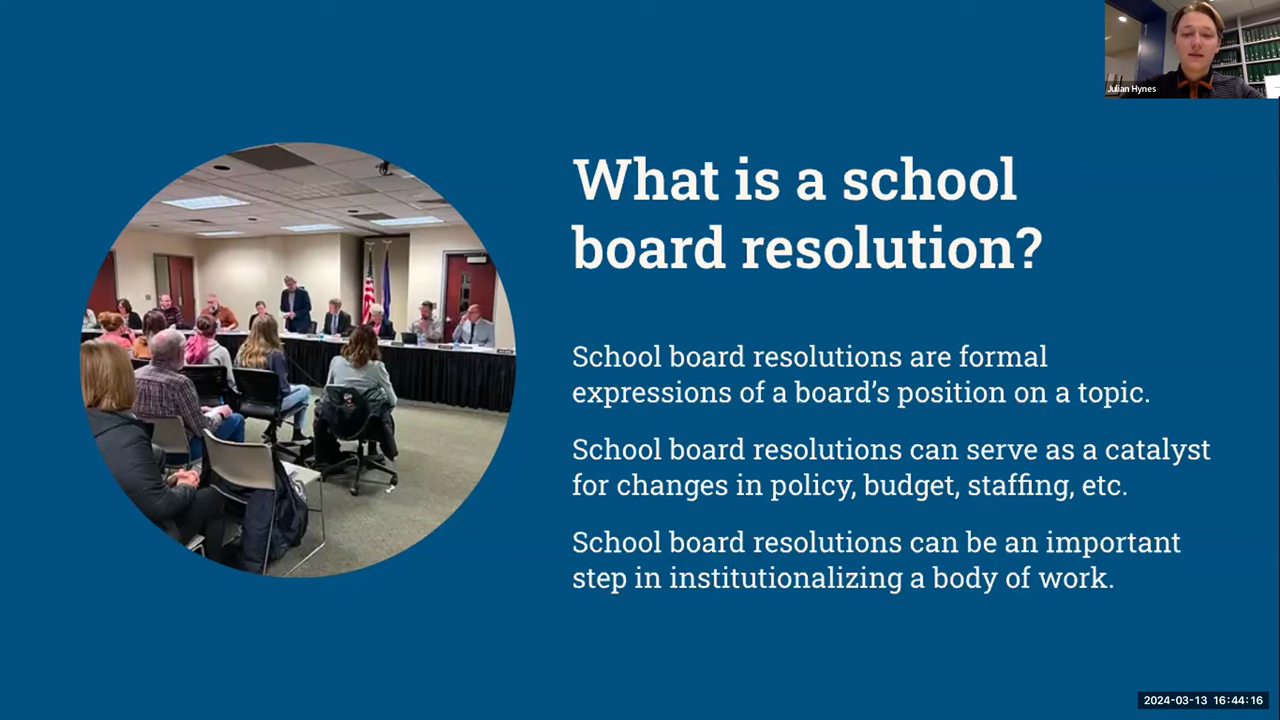 Julian Hynes
What is a school
board resolution?
School board resolutions are formal
expressions of a board’s position on a topic.
School board resolutions can serve as a catalyst
for changes in policy, budget, staffing, etc.
School board resolutions can be an important
step in institutionalizing a body of work.
2024-03-13 16:44:16